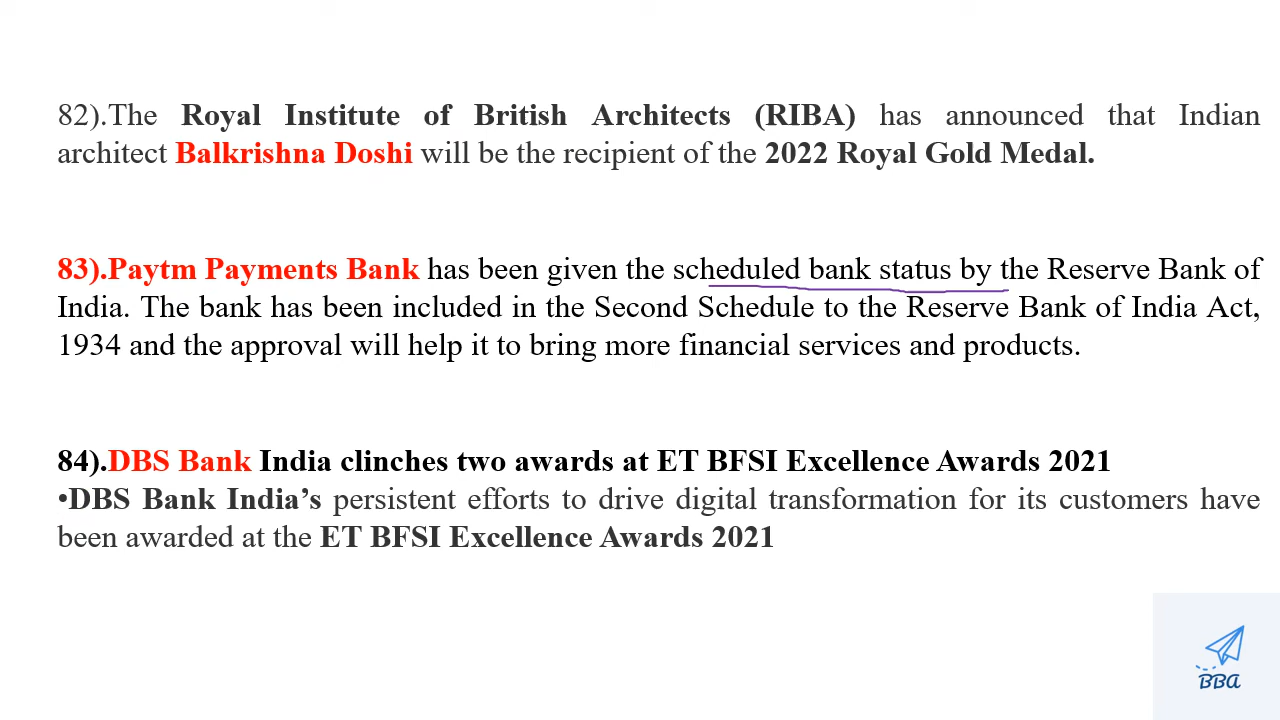 82).The Royal Institute of British Architects (RIBA) has announced that Indian
architect Balkrishna Doshi will be the recipient of the 2022 Royal Gold Medal.
83).Paytm Payments Bank has been given the scheduled bank status by the Reserve Bank of
India. The bank has been included in the Second Schedule to the Reserve Bank of India Act,
1934 and the approval will help it to bring more financial services and products.
84).DBS Bank India clinches two awards at ET BFSI Excellence Awards 2021
•DBS Bank India’s persistent efforts to drive digital transformation for its customers have
been awarded at the ET BFSI Excellence Awards 2021
BBA